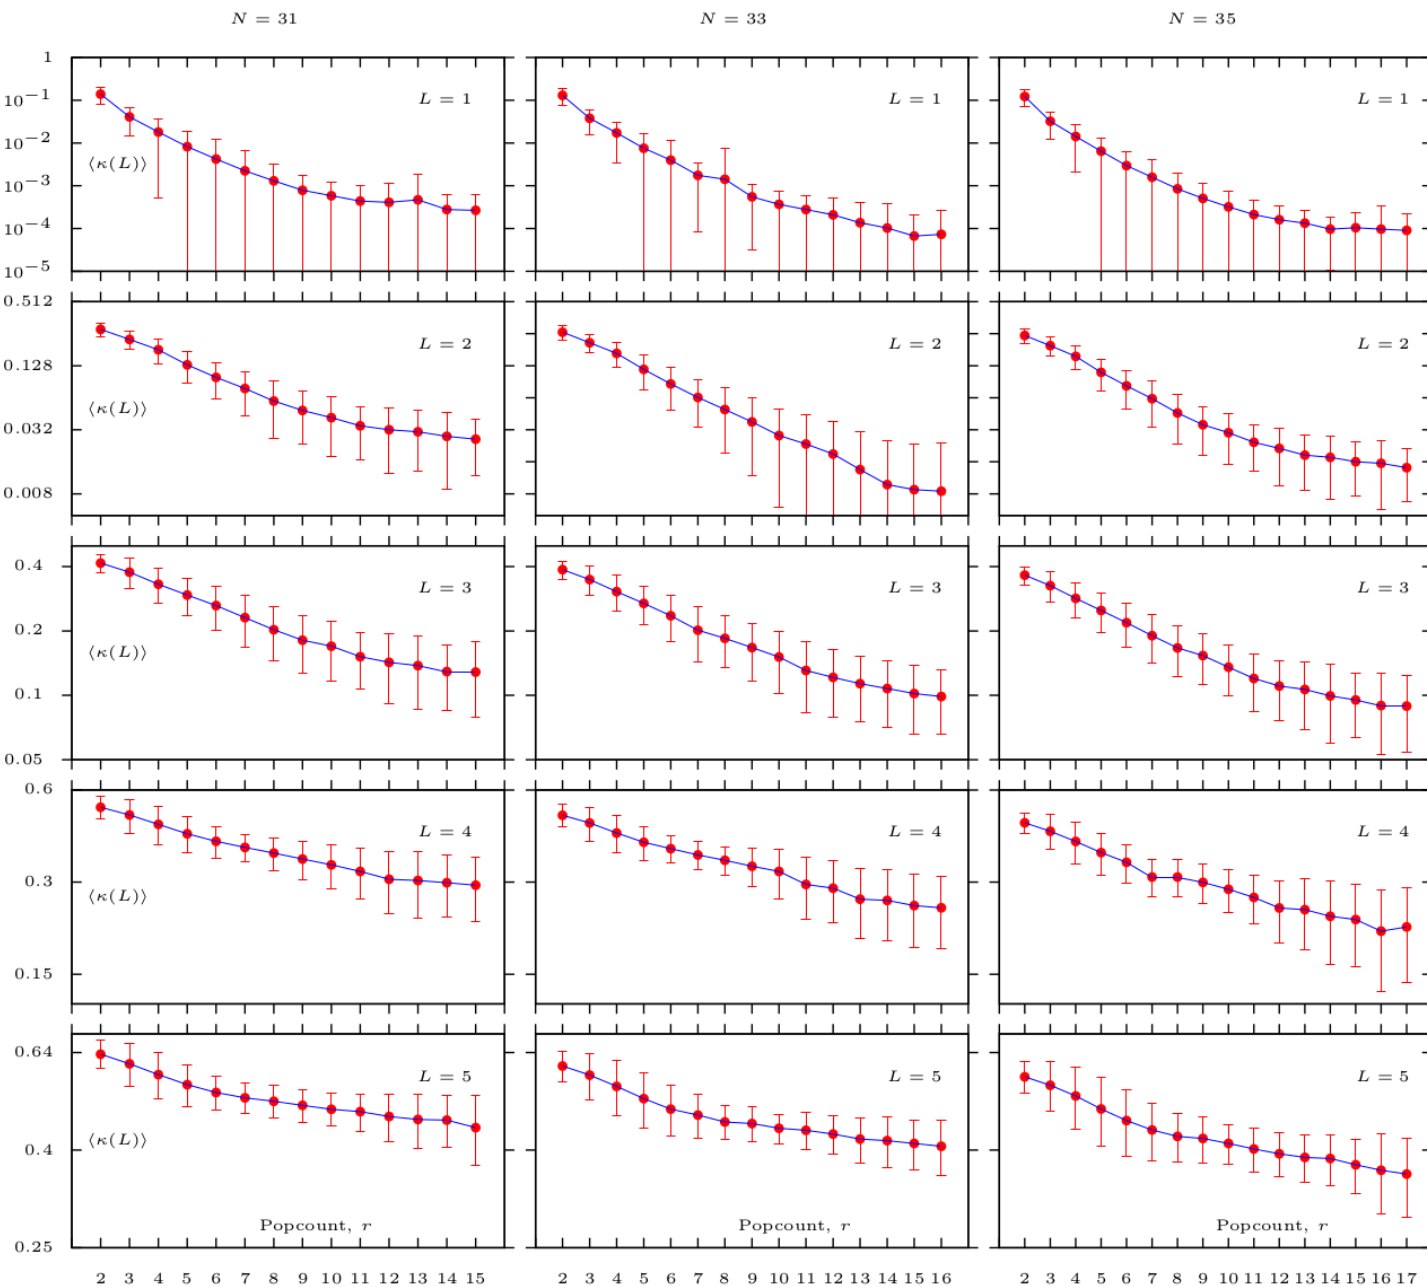 N = 31 N = 33 N = 35
1
10⁻¹ L = 1 L = 1 L = 1
10⁻²
⟨κ(L)⟩
10⁻³
10⁻⁴
10⁻⁵
0.512
L = 2 L = 2 L = 2
0.128
⟨κ(L)⟩
0.032
0.008
0.4
L = 3 L = 3 L = 3
0.2
⟨κ(L)⟩
0.1
0.05
0.6
L = 4 L = 4 L = 4
0.3
⟨κ(L)⟩
0.15
0.64
L = 5 L = 5 L = 5
0.4
⟨κ(L)⟩
Popcount, r Popcount, r Popcount, r
0.25
2 3 4 5 6 7 8 9 10 11 12 13 14 15 2 3 4 5 6 7 8 9 10 11 12 13 14 15 16 2 3 4 5 6 7 8 9 10 11 12 13 14 15 16 17